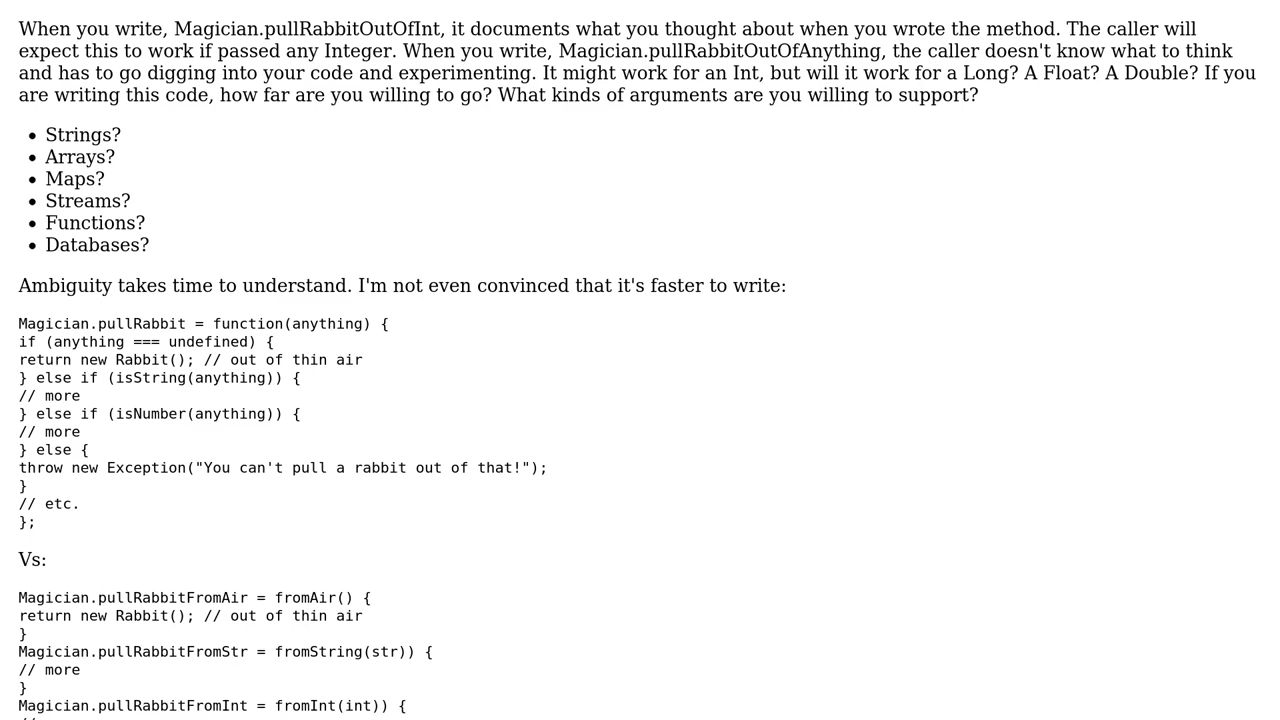 When you write, Magician.pullRabbitOutOfInt, it documents what you thought about when you wrote the method. The caller will
expect this to work if passed any Integer. When you write, Magician.pullRabbitOutOfAnything, the caller doesn't know what to think
and has to go digging into your code and experimenting. It might work for an Int, but will it work for a Long? A Float? A Double? If you
are writing this code, how far are you willing to go? What kinds of arguments are you willing to support?
• Strings?
• Arrays?
• Maps?
• Streams?
• Functions?
• Databases?
Ambiguity takes time to understand. I'm not even convinced that it's faster to write:
Magician.pullRabbit = function(anything) {
if (anything === undefined) {
return new Rabbit(); // out of thin air
} else if (isString(anything)) {
// more
} else if (isNumber(anything)) {
// more
} else {
throw new Exception("You can't pull a rabbit out of that!");
}
// etc.
};
Vs:
Magician.pullRabbitFromAir = fromAir() {
return new Rabbit(); // out of thin air
}
Magician.pullRabbitFromStr = fromString(str)) {
// more
}
Magician.pullRabbitFromInt = fromInt(int)) {